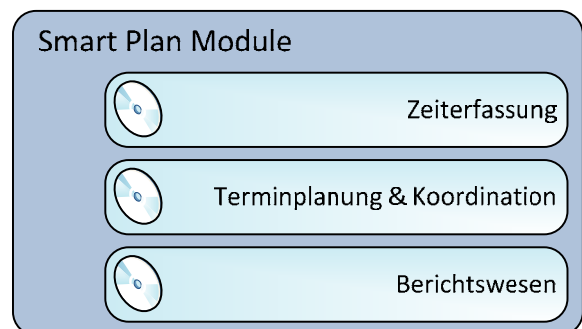 Smart Plan Module
Zeiterfassung
Terminplanung & Koordination
Berichtswesen